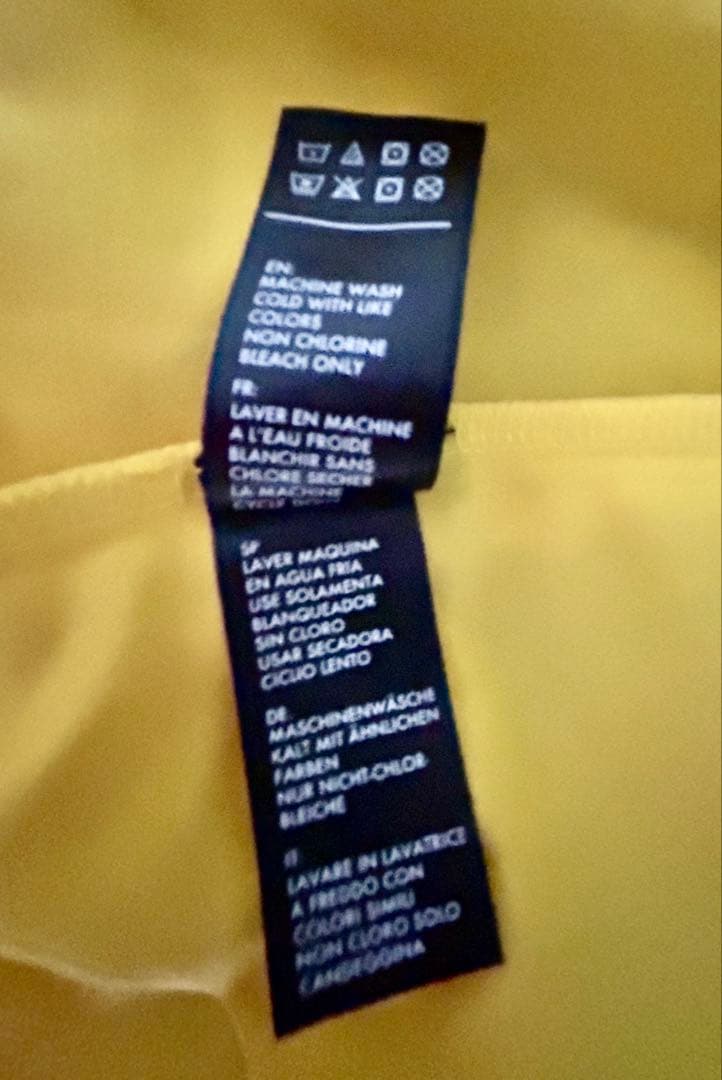 EN:
MACHINE WASH
COLD WITH LIKE
COLORS
NON CHLORINE
BLEACH ONLY
FR:
LAVER EN MACHINE
A L'EAU FROIDE
BLANCHIR SANS
CHLORE SECHER
LA MACHINE
CYCLE
SP
LAVER MAQUINA
EN AGUA FRIA
USE SOLAMENTA
BLANQUEADOR
SIN CLORO
USAR SECADORA
CICLIO LENTO
DE
MASCHINENWÄSCHE
KALT MIT ÄHNLICHEN
FARBEN
NUR NICHT-CHLOR-
BLEICHE
IT
LAVARE IN LAVATRICE
A FREDDO CON
COLORI SIMILI
NON CLORO SOLO
CANDEGGINA